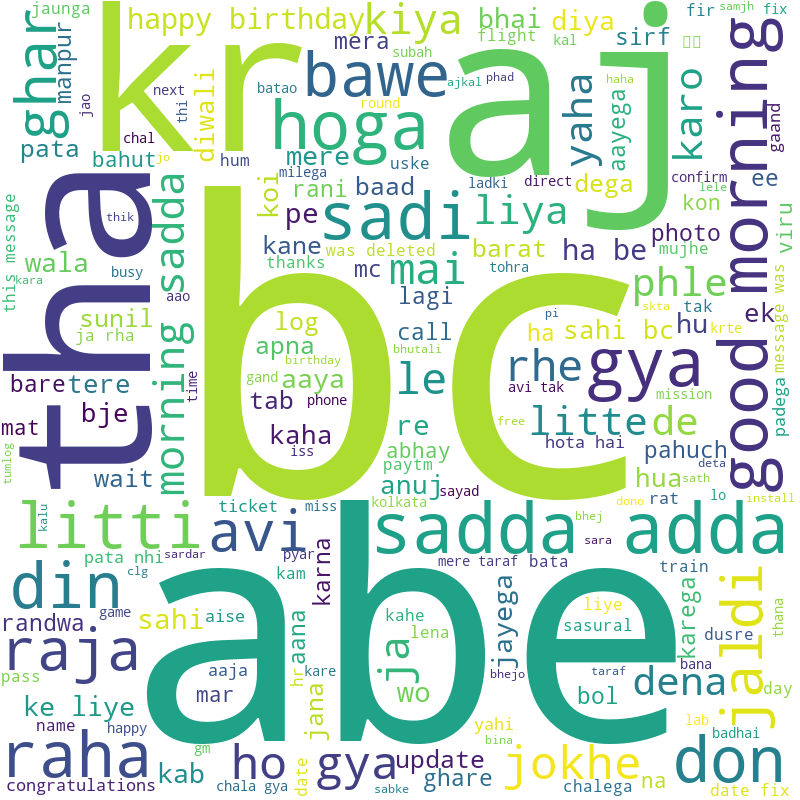 jaunga
happy birthday
kiya
bhai
diya
fir
samjh
fix
ghar
manpur
kr
mera
subah
flight
kal
sirf
aj
next
thi
jao
diwali
batao
bawe
ajkal
phad
haha
karo
good morning
gaand
chal
pata
bahut
jo
hum
round
hoga
mere
uske
yaha
aayega
milega
rani
baad
ladki
direct
dega
confirm
lele
ee
tha
thik
koi
pe
sadi
liya
kon
viru
this message
wala
busy
morning sadda
kane
was deleted
barat
ha be
photo
mujhe
kara
aao
thanks
mc
mai
tohra
phle
message was
sunil
ja rha
log
lagi
bc
pi
skta
tak
ek
apna
call
ha
sahi bc
hu
krte
birthday
bhutali
time
bare
tere
gand
aaya
le
rhe
gya
avi tak
mission
padega
bje
tab
phone
free
litte
de
mat
kaha
re
hota hai
iss
abhay
pahuch
tumlog
wait
paytm
anuj
sayad
hua
deta
sath
kalu
litti
ticket
miss
kolkata
dono
rat
lo
install
avi
sadda adda
bhej
pata nhi
sardar
pyar
karna
sara
clg
kam
mere taraf
bata
train
din
randwa
game
sahi
aise
aana
kahe
lena
ja
jayega
liye
sasural
karega
dusre
jaldi
thana
raja
pass
aaja
hr
kare
abe
bhejo
taraf
bana
ke liye
mar
jana
wo
bol
dena
day
name
happy
gm
yahi
lab
badhai
raha
kab
ho gya
bina
update
jokhe
na
don
congratulations
chala gya
date
sabke
ghare
chalega
date fix